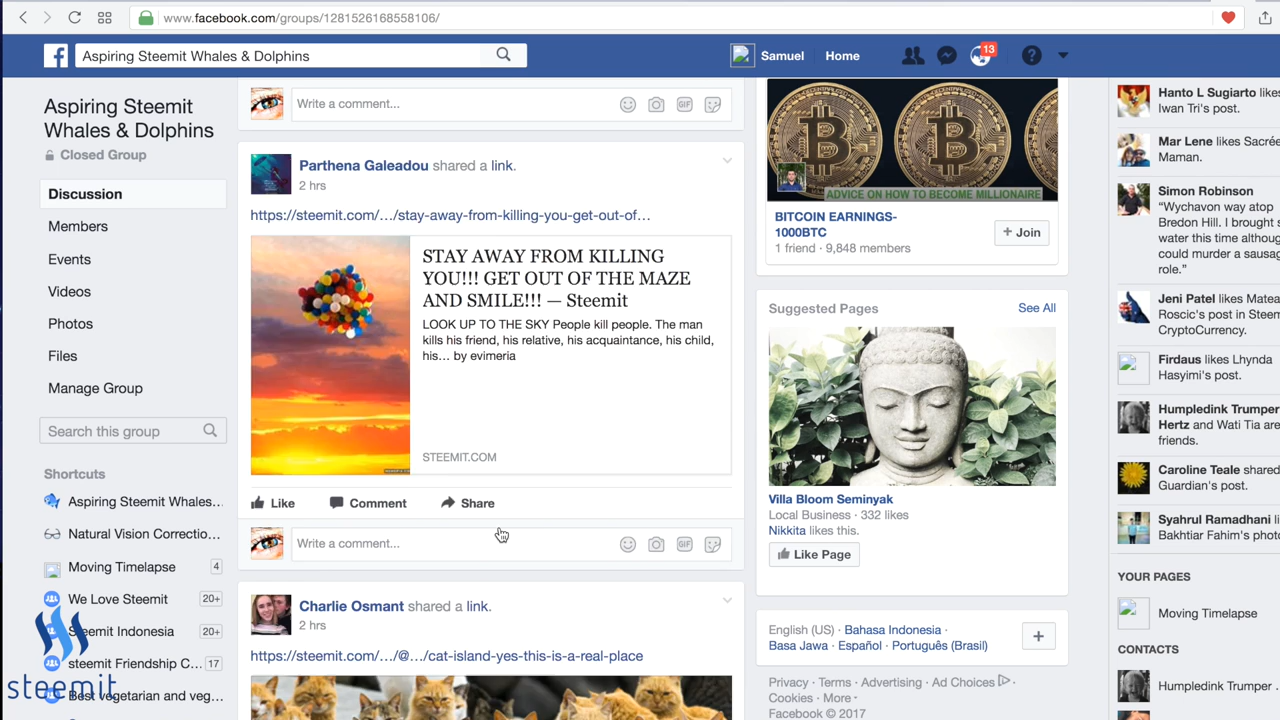 www.facebook.com/groups/1281526168558106/
Aspiring Steemit Whales & Dolphins
Samuel
Home
13
Aspiring Steemit
Whales & Dolphins
Closed Group
Discussion
Members
Events
Videos
Photos
Files
Manage Group
Search this group
Shortcuts
Aspiring Steemit Whales...
Natural Vision Correctio...
Moving Timelapse 4
We Love Steemit 20+
Steemit Indonesia 20+
steemit Friendship C... 17
Best vegetarian and veg...
steemit
Write a comment...
GIF
Parthena Galeadou shared a link.
2 hrs
https://steemit.com/.../stay-away-from-killing-you-get-out-of...
STAY AWAY FROM KILLING
YOU!!! GET OUT OF THE MAZE
AND SMILE!!! — Steemit
LOOK UP TO THE SKY People kill people. The man
kills his friend, his relative, his acquaintance, his child,
his... by evimeria
STEEMIT.COM
Like Comment Share
Write a comment...
GIF
Charlie Osmant shared a link.
2 hrs
https://steemit.com/.../@.../cat-island-yes-this-is-a-real-place
ADVICE ON HOW TO BECOME MILLIONAIRE
BITCOIN EARNINGS-
1000BTC
1 friend · 9,848 members
+ Join
Suggested Pages
See All
Villa Bloom Seminyak
Local Business · 332 likes
Nikkita likes this.
Like Page
English (US) · Bahasa Indonesia ·
Basa Jawa · Español · Português (Brasil)
+
Privacy · Terms · Advertising · Ad Choices ·
Cookies · More ·
Facebook © 2017
Hanto L Sugiarto likes
Iwan Tri's post.
Mar Lene likes Sacrée
Maman.
Simon Robinson
“Wychavon way atop
Bredon Hill. I brought s
water this time althoug
could murder a sausag
role.”
Jeni Patel likes Matea
Roscic's post in
CryptoCurrency.
Firdaus likes Lhynda
Hasyimi's post.
Humpledink Trumper
Hertz and Wati Tia are
friends.
Caroline Teale shared
Guardian's post.
Syahrul Ramadhani li
Bakhtiar Fahim's photo
YOUR PAGES
Moving Timelapse
CONTACTS
Humpledink Trumper .